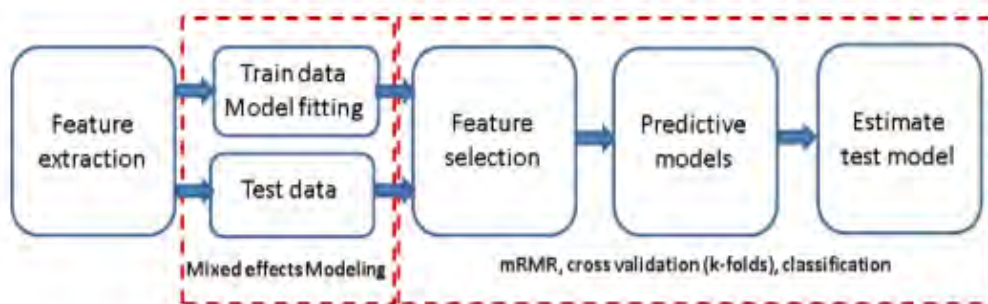 Feature
extraction
Train data
Model fitting
Test data
Mixed effects Modeling
Feature
selection
Predictive
models
Estimate
test model
mRMR, cross validation (k-folds), classification